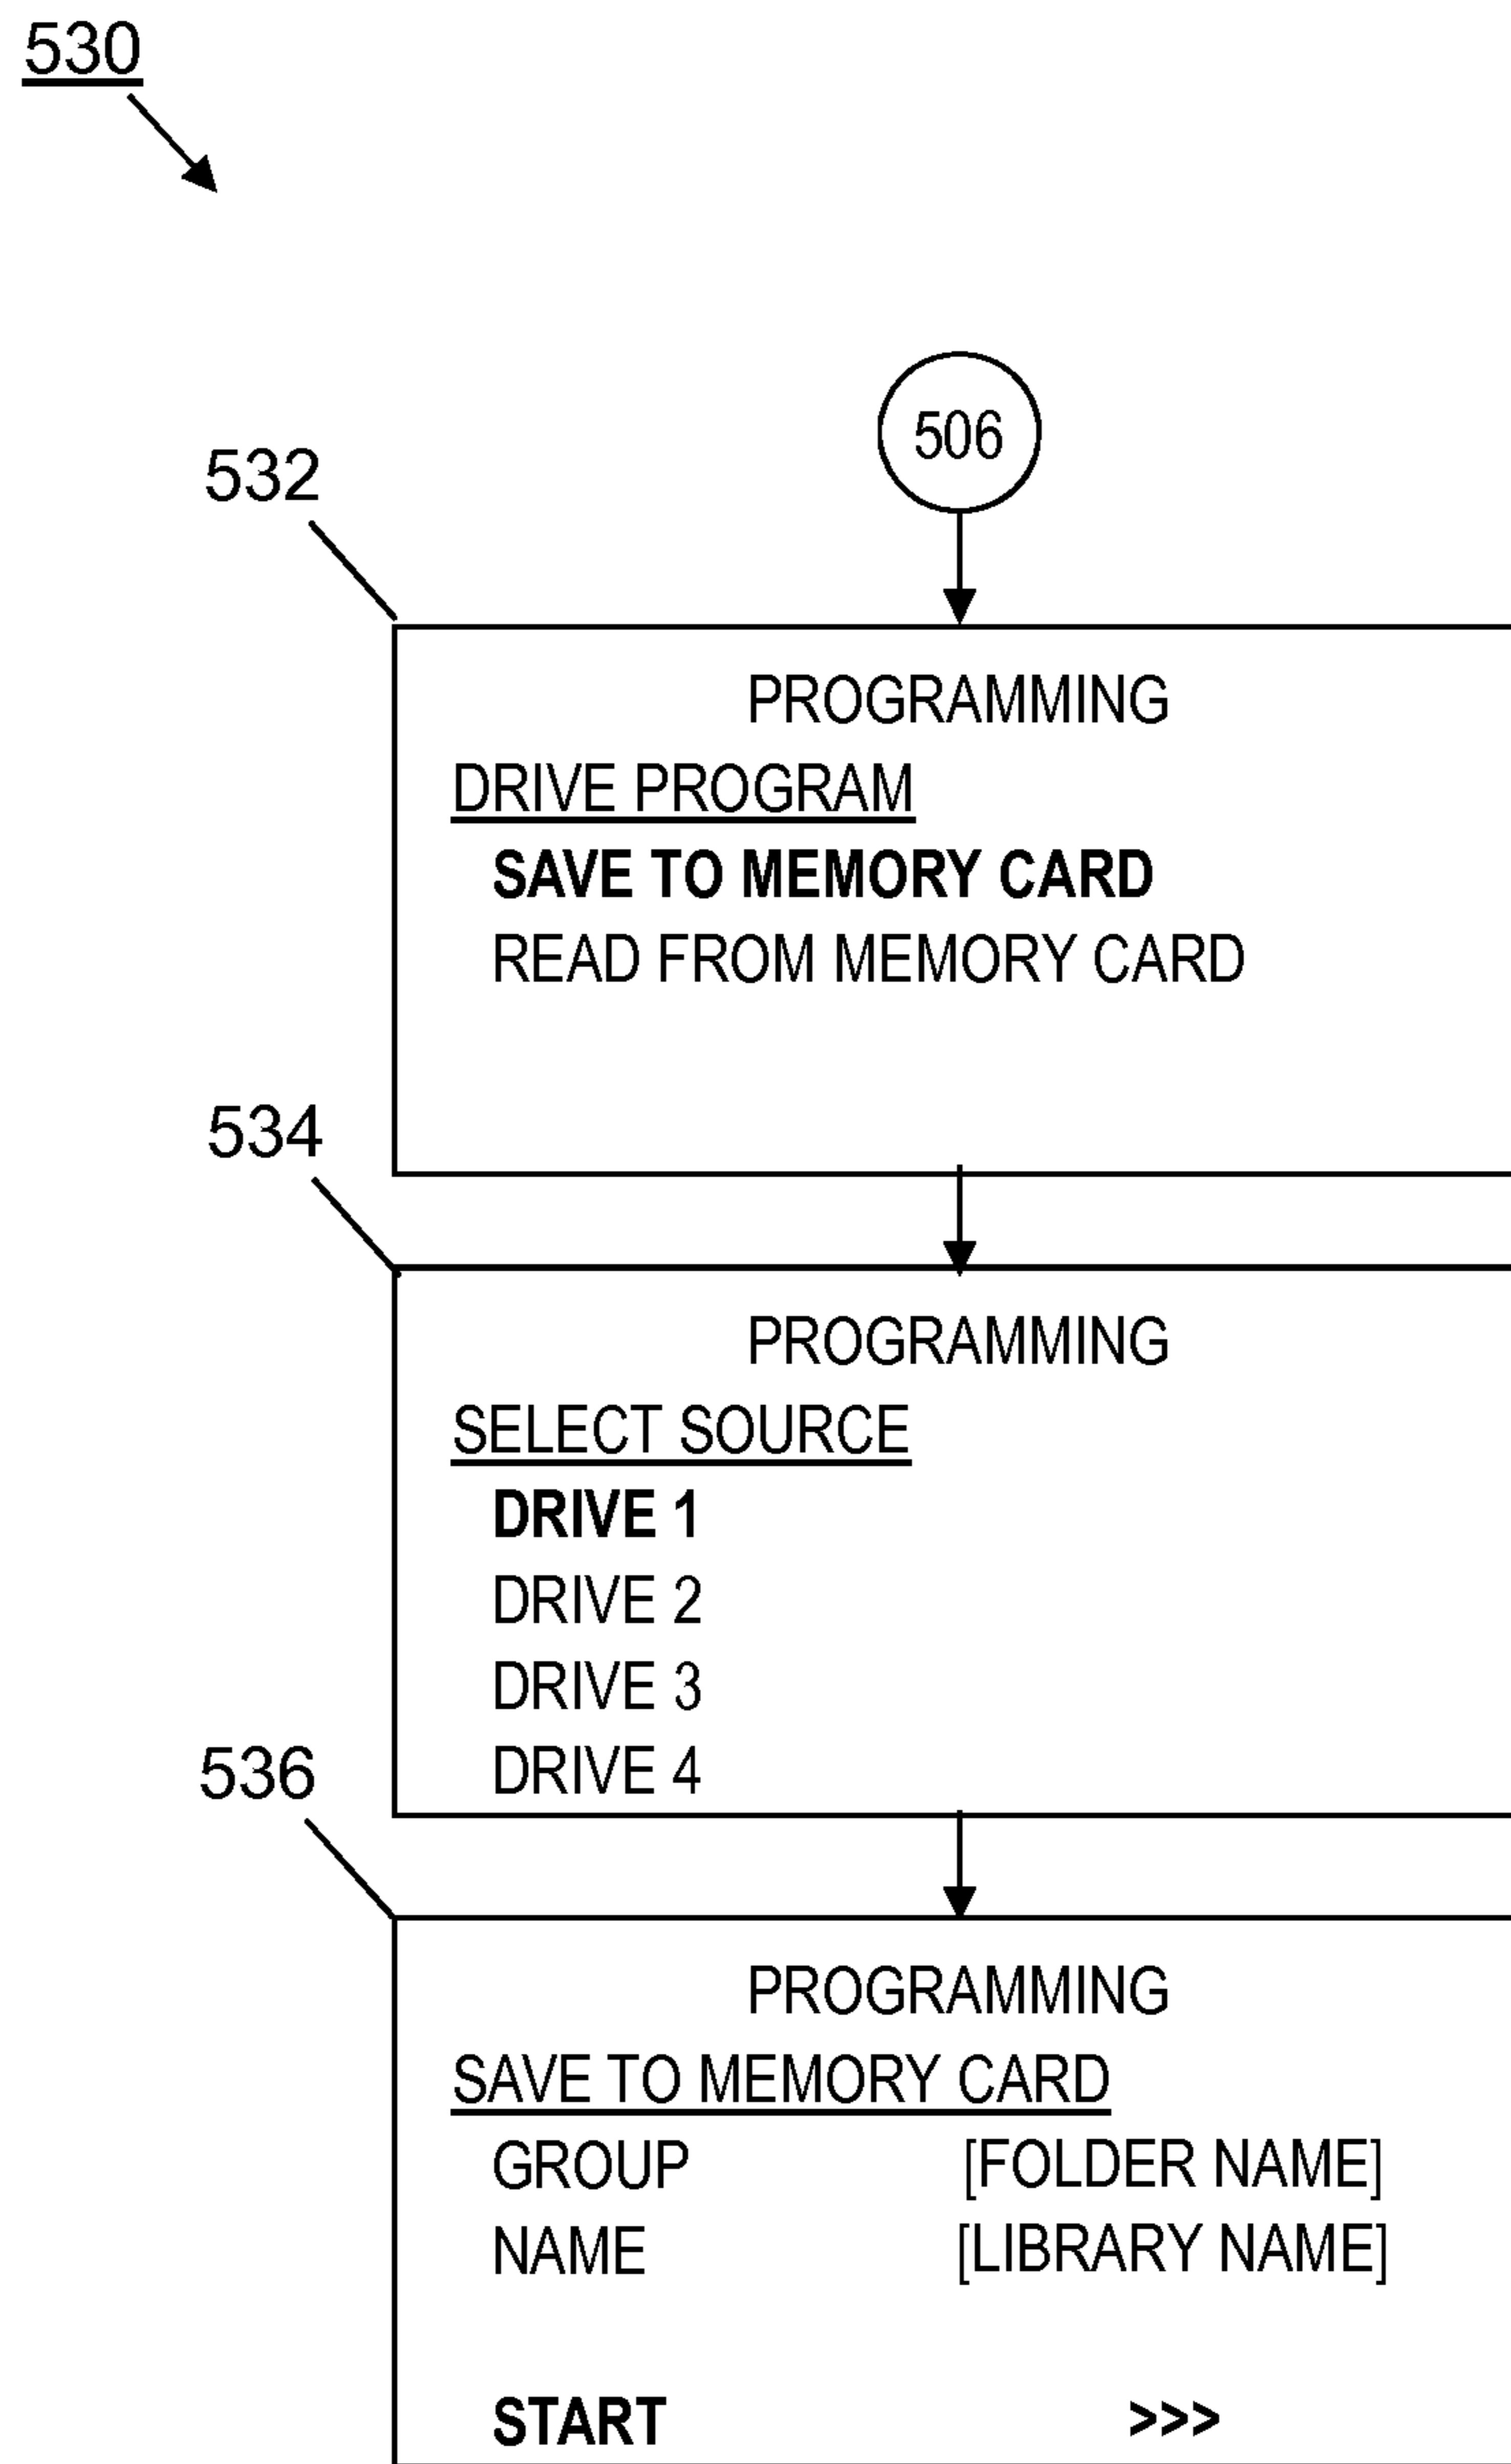 530
506
532
PROGRAMMING
DRIVE PROGRAM
SAVE TO MEMORY CARD
READ FROM MEMORY CARD
534
PROGRAMMING
SELECT SOURCE
DRIVE 1
DRIVE 2
DRIVE 3
DRIVE 4
536
PROGRAMMING
SAVE TO MEMORY CARD
GROUP [FOLDER NAME]
NAME [LIBRARY NAME]
START >>>